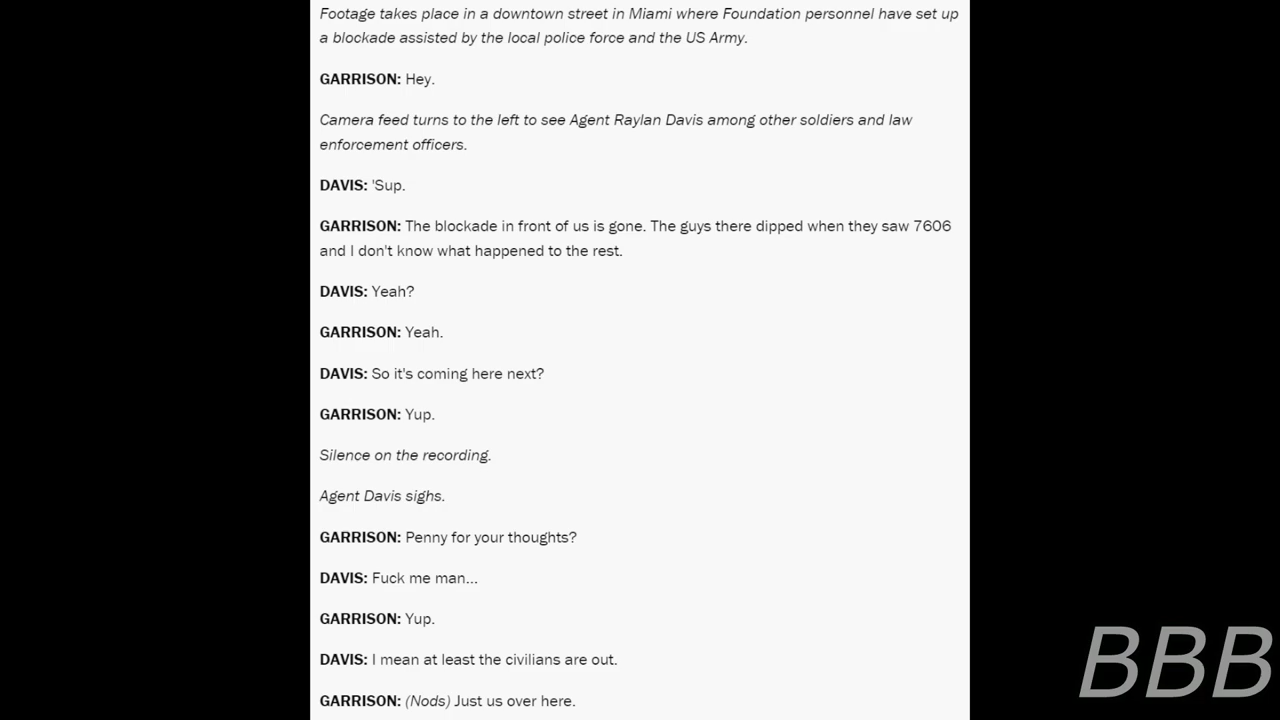 Footage takes place in a downtown street in Miami where Foundation personnel have set up
a blockade assisted by the local police force and the US Army.
GARRISON: Hey.
Camera feed turns to the left to see Agent Raylan Davis among other soldiers and law
enforcement officers.
DAVIS: 'Sup.
GARRISON: The blockade in front of us is gone. The guys there dipped when they saw 7606
and I don't know what happened to the rest.
DAVIS: Yeah?
GARRISON: Yeah.
DAVIS: So it's coming here next?
GARRISON: Yup.
Silence on the recording.
Agent Davis sighs.
GARRISON: Penny for your thoughts?
DAVIS: Fuck me man...
GARRISON: Yup.
DAVIS: I mean at least the civilians are out.
GARRISON: (Nods) Just us over here.
BBB